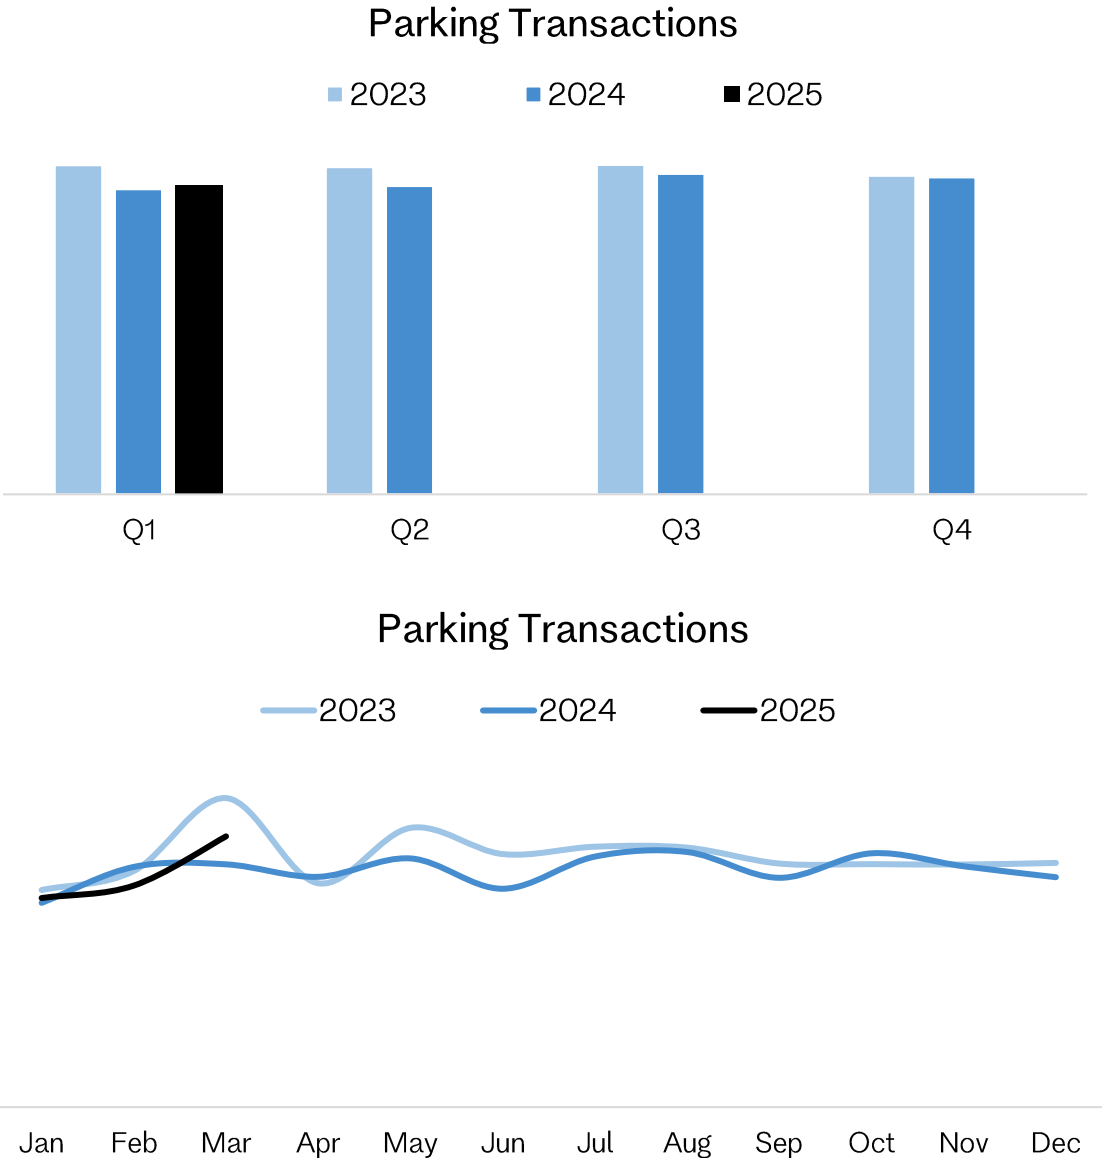 Parking Transactions
2023 2024 2025
Q1 Q2 Q3 Q4
Parking Transactions
2023 2024 2025
Jan Feb Mar Apr May Jun Jul Aug Sep Oct Nov Dec